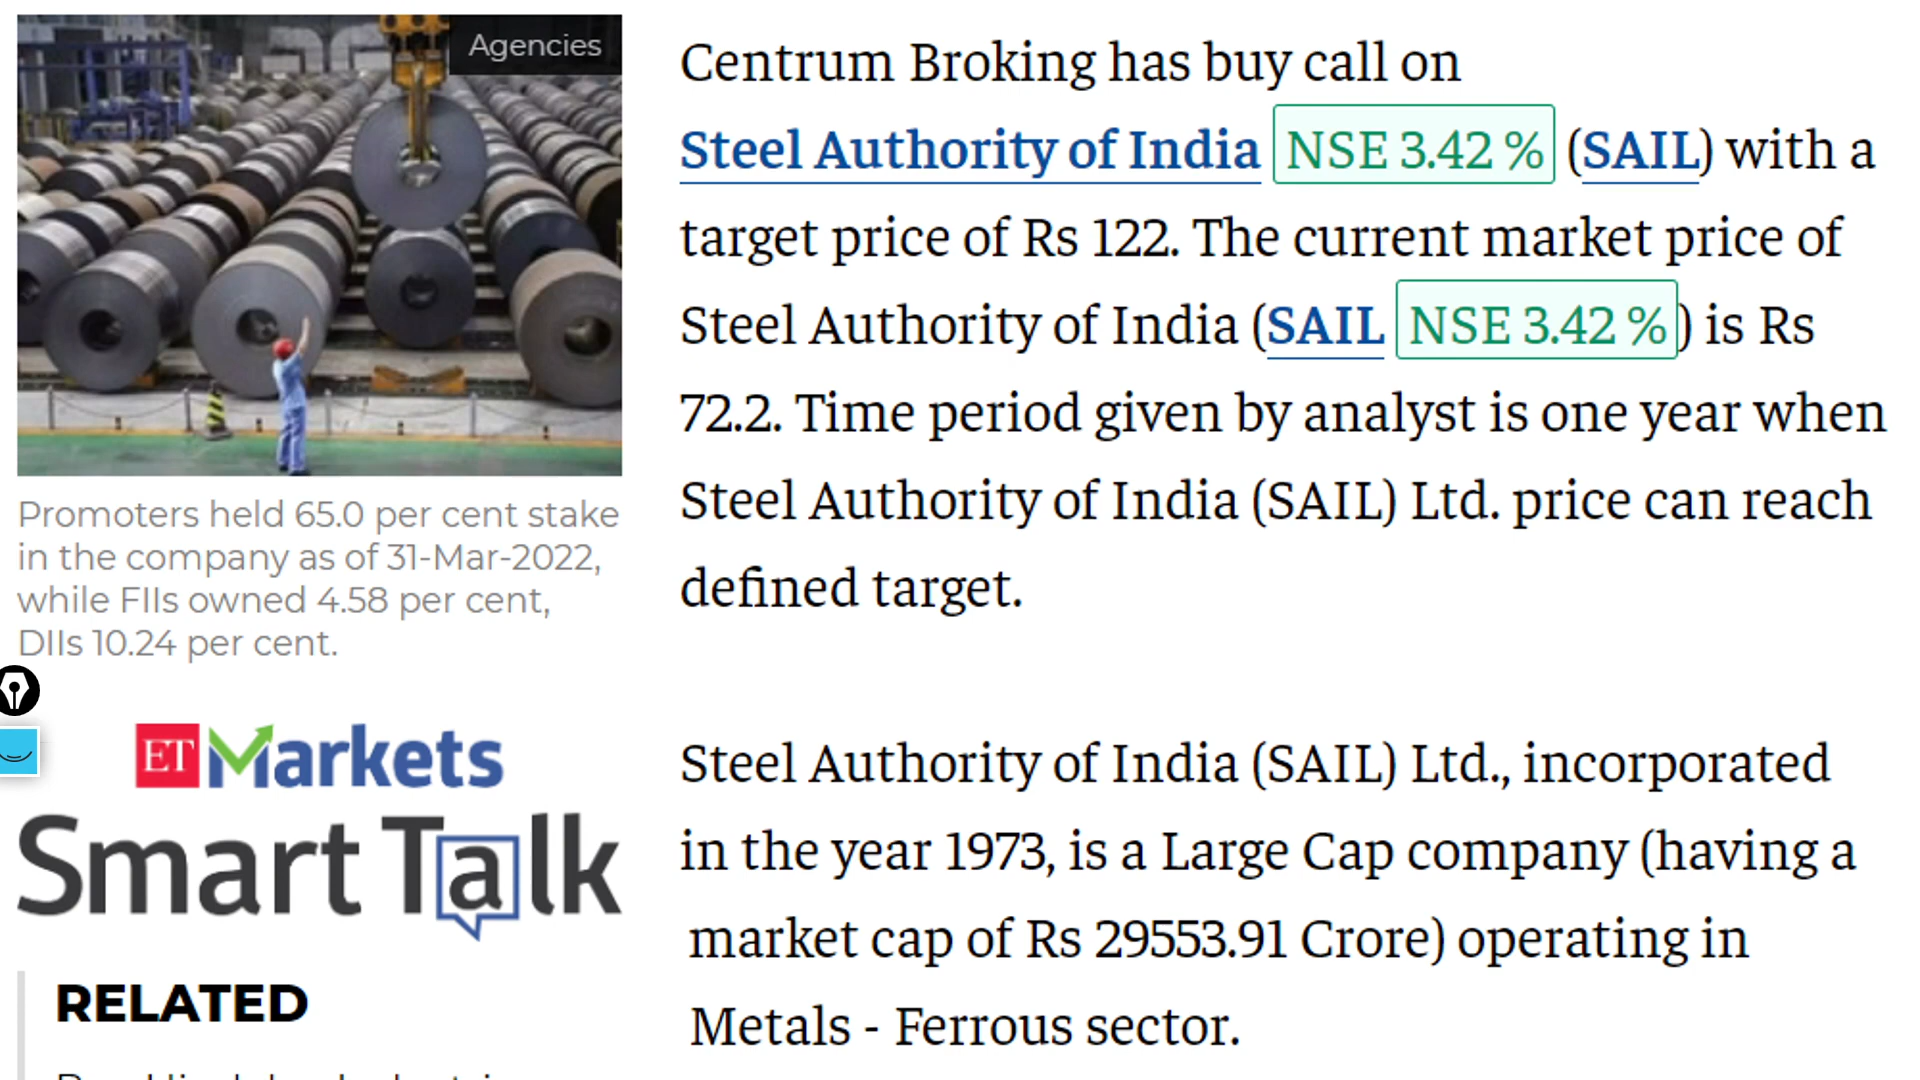 Agencies
Promoters held 65.0 per cent stake
in the company as of 31-Mar-2022,
while FIIs owned 4.58 per cent,
DIIs 10.24 per cent.
ET Markets
Smart Talk
RELATED
Centrum Broking has buy call on
Steel Authority of India NSE 3.42 % (SAIL) with a
target price of Rs 122. The current market price of
Steel Authority of India (SAIL NSE 3.42 %) is Rs
72.2. Time period given by analyst is one year when
Steel Authority of India (SAIL) Ltd. price can reach
defined target.
Steel Authority of India (SAIL) Ltd., incorporated
in the year 1973, is a Large Cap company (having a
market cap of Rs 29553.91 Crore) operating in
Metals - Ferrous sector.